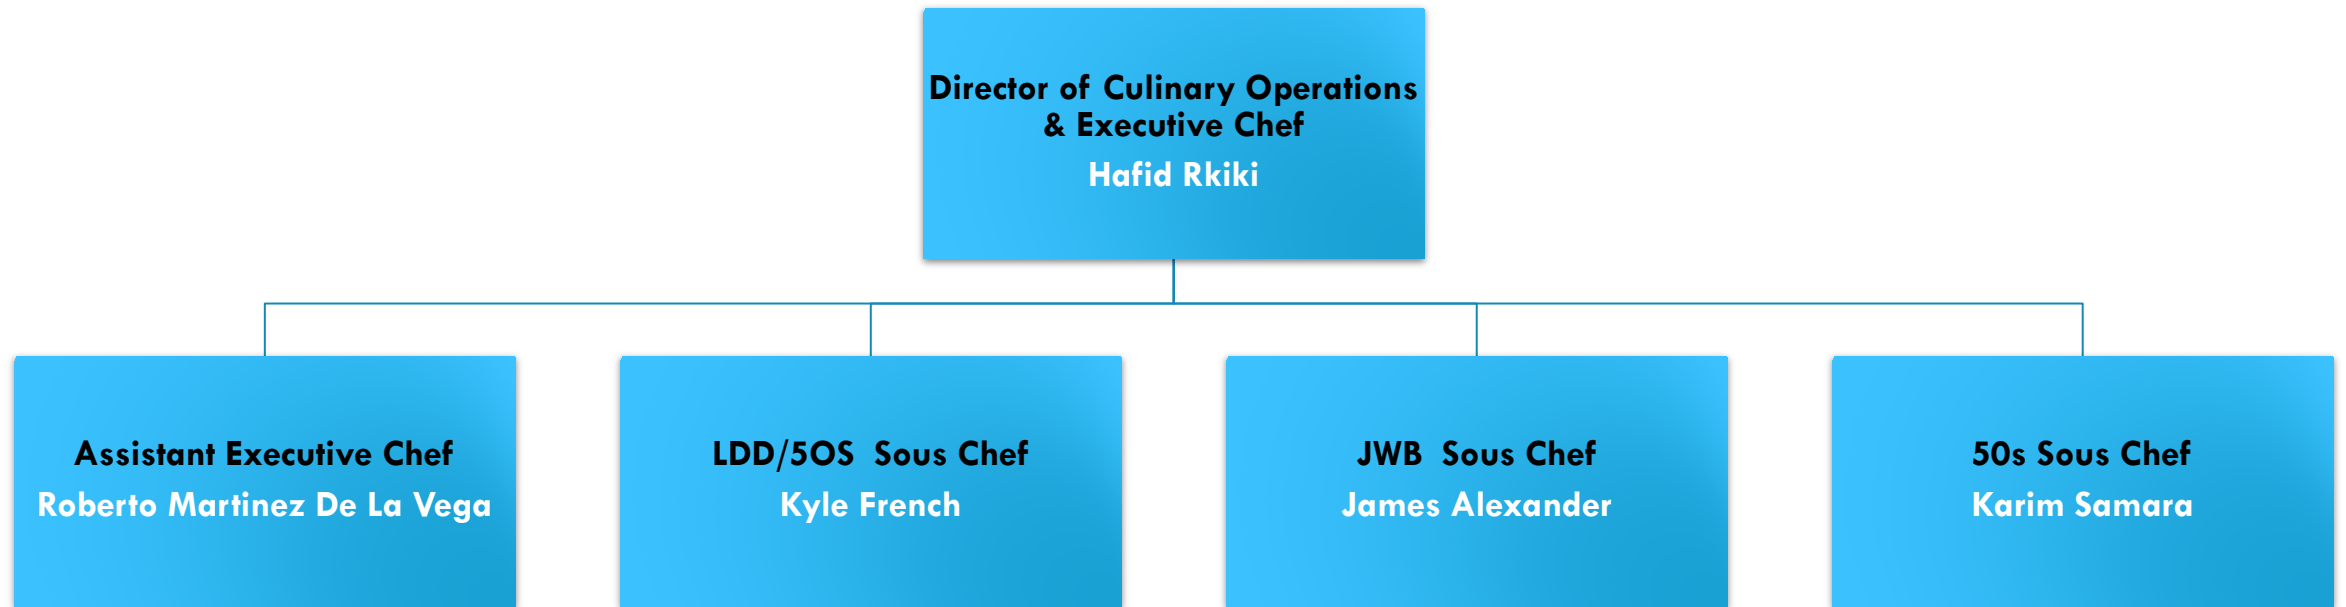 Director of Culinary Operations
& Executive Chef
Hafid Rkiki
Assistant Executive Chef
Roberto Martinez De La Vega
LDD/5OS Sous Chef
Kyle French
JWB Sous Chef
James Alexander
50s Sous Chef
Karim Samara